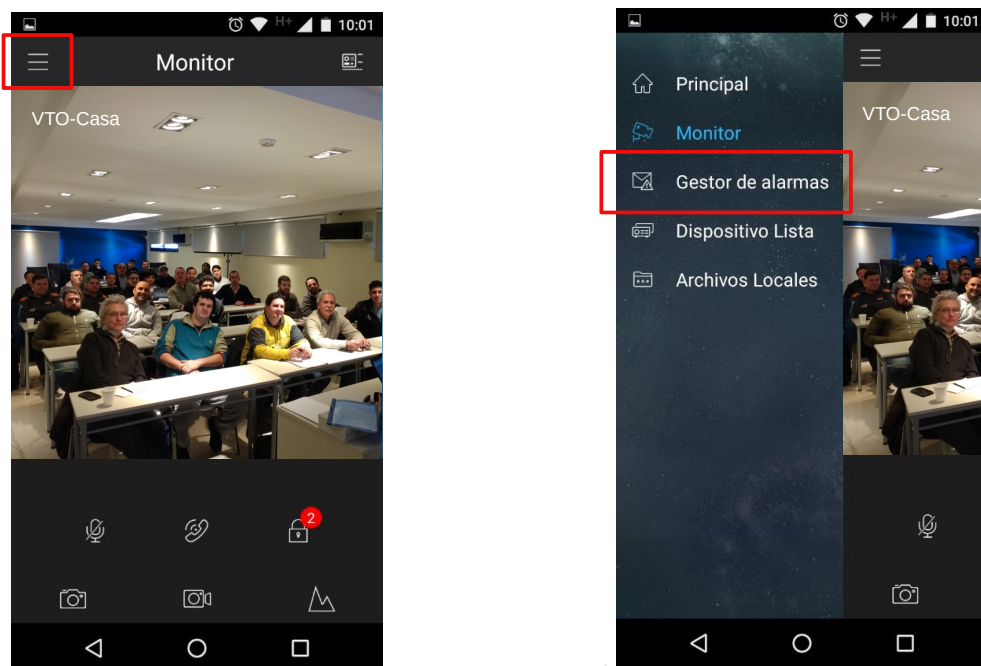 10:01
Monitor
VTO-Casa
2
H+
10:01
Principal
Monitor
Gestor de alarmas
Dispositivo Lista
Archivos Locales
VTO-Casa
H+